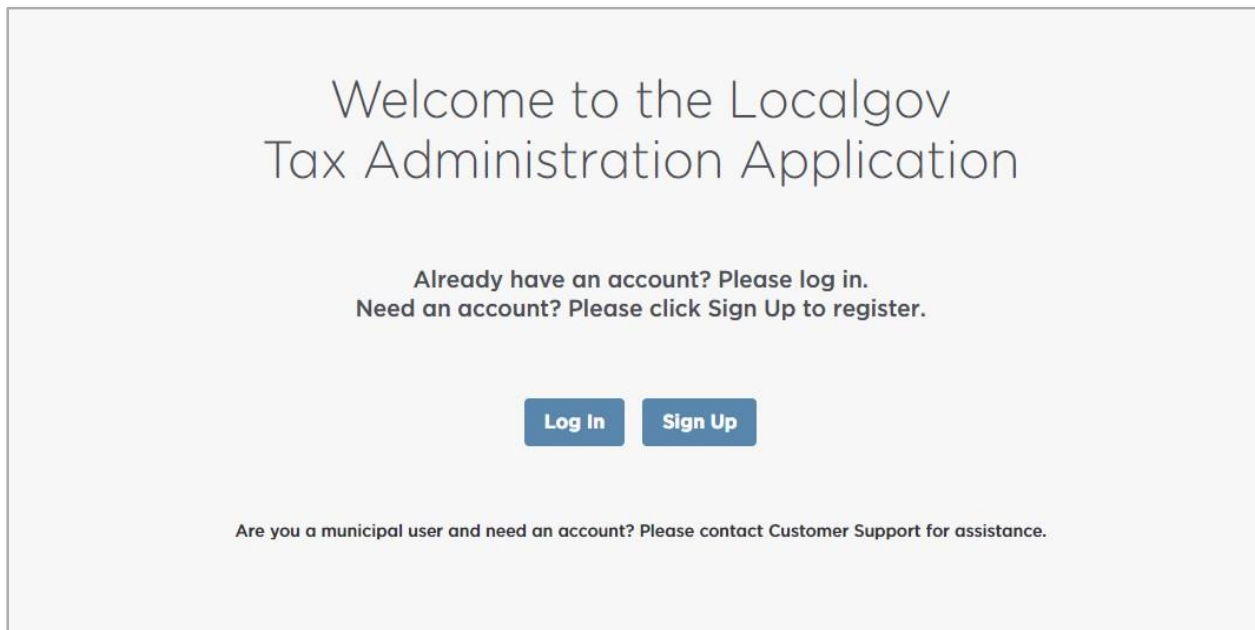 Welcome to the Localgov
Tax Administration Application
Already have an account? Please log in.
Need an account? Please click Sign Up to register.
Log In Sign Up
Are you a municipal user and need an account? Please contact Customer Support for assistance.